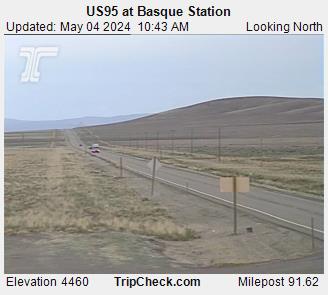 US95 at Basque Station
Updated: May 04 2024 10:43 AM Looking North
Elevation 4460 TripCheck.com Milepost 91.62